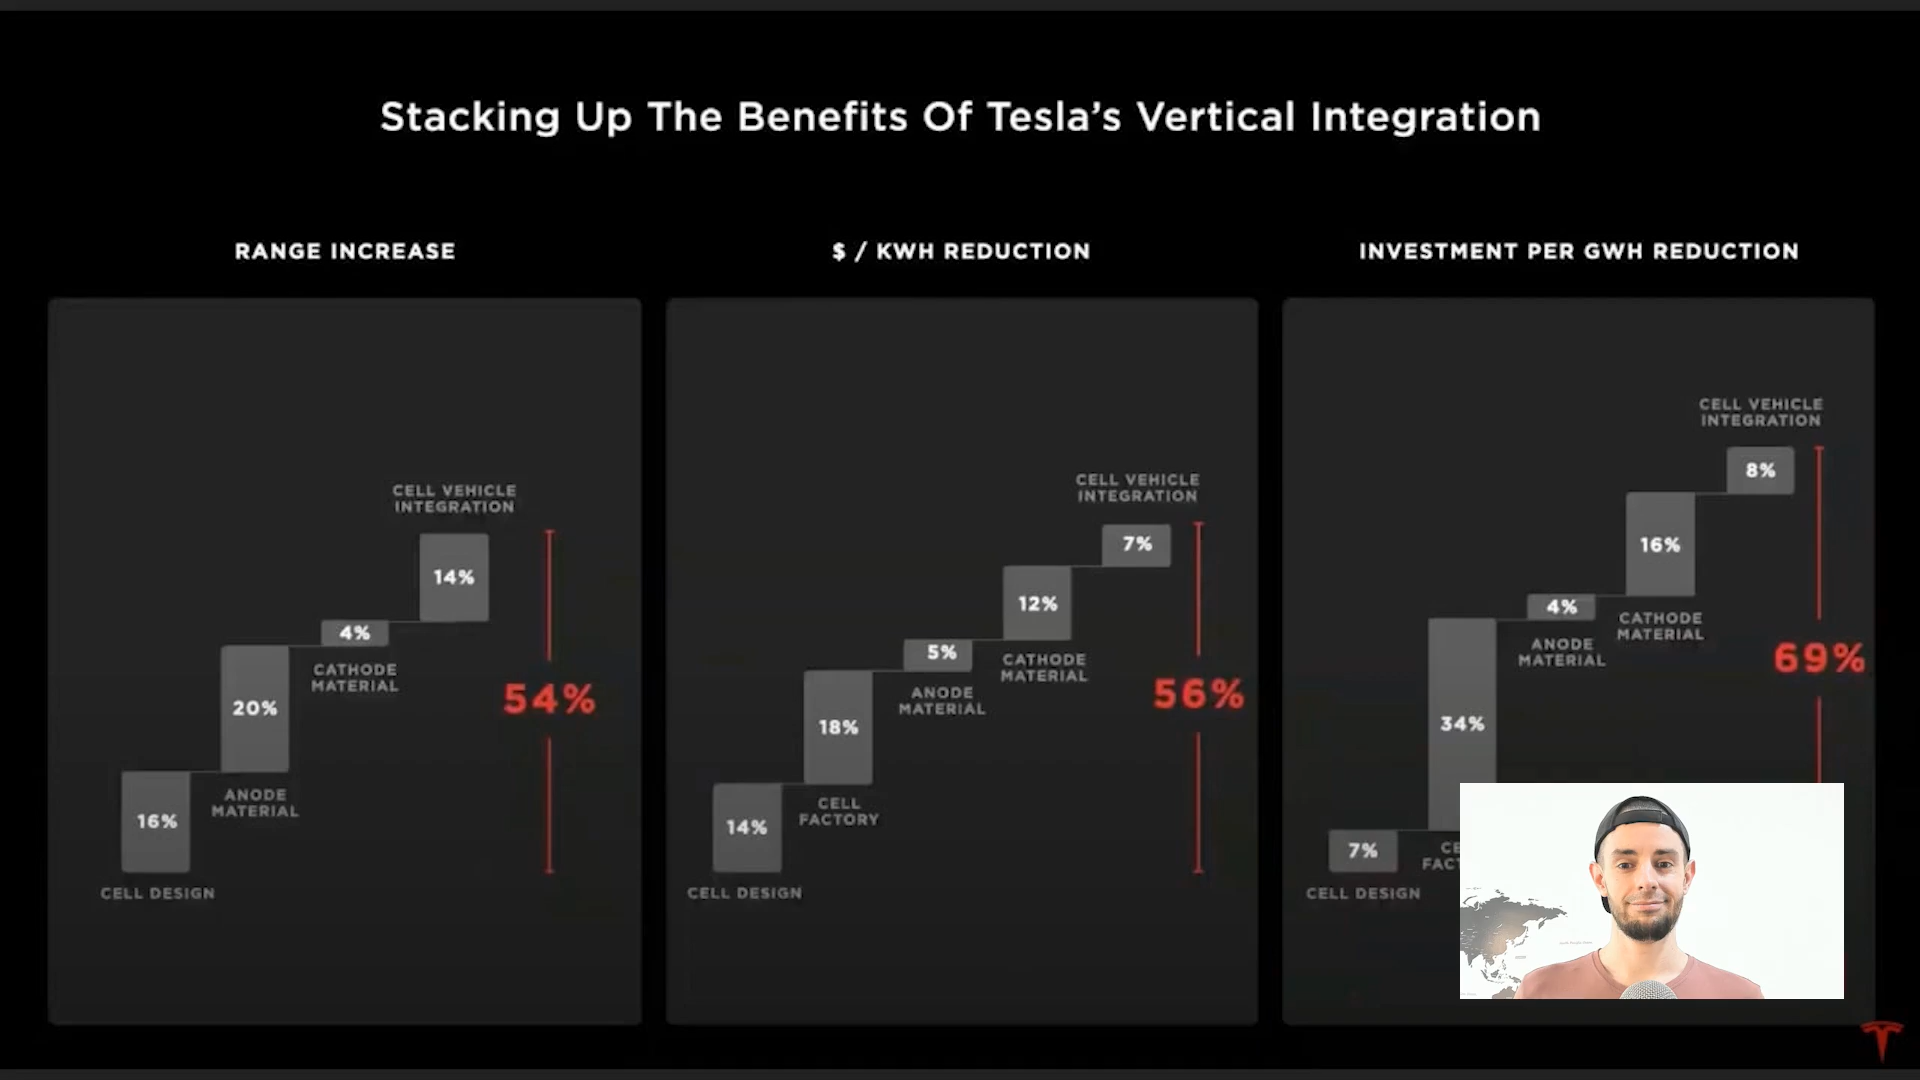 Stacking Up The Benefits Of Tesla’s Vertical Integration
RANGE INCREASE
CELL VEHICLE
INTEGRATION
14%
4%
CATHODE
MATERIAL
20%
54%
ANODE
MATERIAL
16%
CELL DESIGN
$ / KWH REDUCTION
CELL VEHICLE
INTEGRATION
7%
12%
5%
CATHODE
MATERIAL
ANODE
MATERIAL
56%
18%
CELL
FACTORY
14%
CELL DESIGN
INVESTMENT PER GWH REDUCTION
CELL VEHICLE
INTEGRATION
8%
16%
4%
CATHODE
MATERIAL
ANODE
MATERIAL
69%
34%
7%
CE
FACT
CELL DESIGN